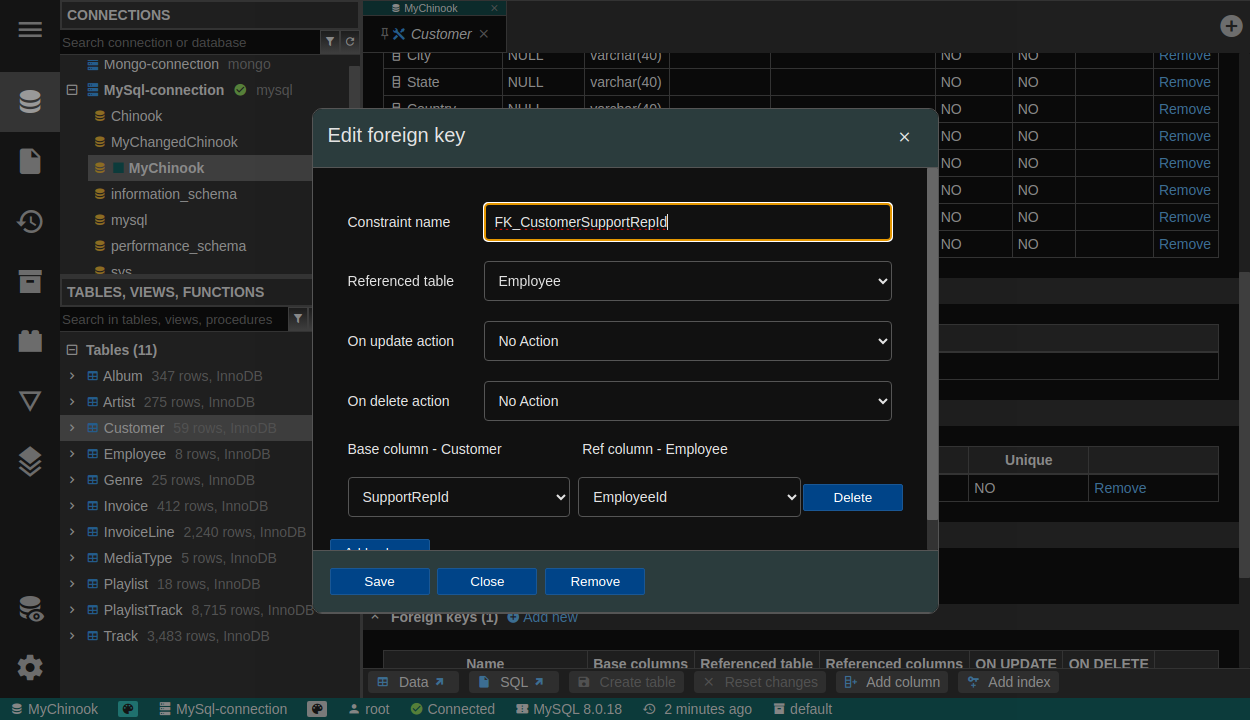 CONNECTIONS
Search connection or database
Mongo-connection mongo
MySql-connection mysql
Chinook
MyChangedChinook
MyChinook
information_schema
mysql
performance_schema
sys
TABLES, VIEWS, FUNCTIONS
Search in tables, views, procedures
Tables (11)
Album 347 rows, InnoDB
Artist 275 rows, InnoDB
Customer 59 rows, InnoDB
Employee 8 rows, InnoDB
Genre 25 rows, InnoDB
Invoice 412 rows, InnoDB
InvoiceLine 2,240 rows, InnoDB
MediaType 5 rows, InnoDB
Playlist 18 rows, InnoDB
PlaylistTrack 8,715 rows, InnoDB
Track 3,483 rows, InnoDB
MyChinook
Customer
City NULL varchar(40) NO NO Remove
State NULL varchar(40) NO NO Remove
Country NULL varchar(40) NO NO Remove
NO NO Remove
NO NO Remove
NO NO Remove
NO NO Remove
NO NO Remove
Edit foreign key
Constraint name FK_CustomerSupportRepId
Referenced table Employee
On update action No Action
On delete action No Action
Base column - Customer Ref column - Employee
SupportRepId EmployeeId Delete
Save Close Remove
Unique
NO Remove
Foreign keys (1) Add new
Name Base columns Referenced table Referenced columns ON UPDATE ON DELETE
Data SQL Create table Reset changes Add column Add index
MyChinook MySql-connection root Connected MySQL 8.0.18 2 minutes ago default